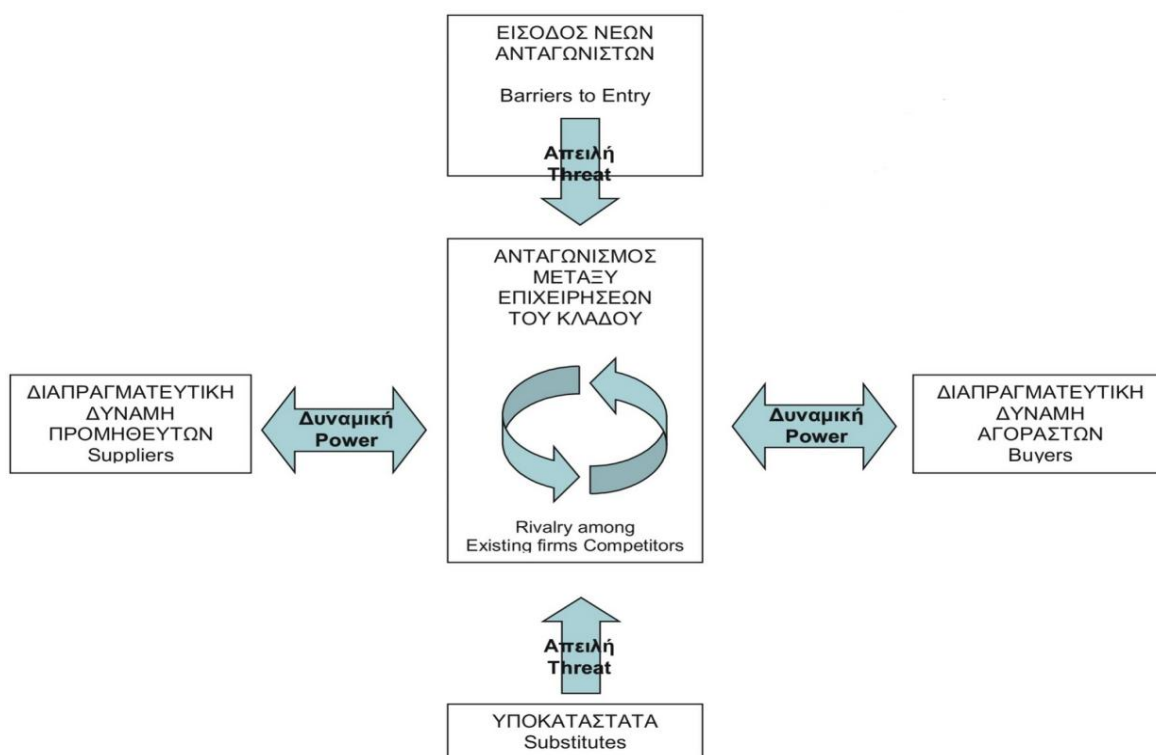 ΕΙΣΟΔΟΣ ΝΕΩΝ
ΑΝΤΑΓΩΝΙΣΤΩΝ
Barriers to Entry
Απειλή
Threat
ΑΝΤΑΓΩΝΙΣΜΟΣ
ΜΕΤΑΞΥ
ΕΠΙΧΕΙΡΗΣΕΩΝ
ΤΟΥ ΚΛΑΔΟΥ
ΔΙΑΠΡΑΓΜΑΤΕΥΤΙΚΗ
ΔΥΝΑΜΗ
ΠΡΟΜΗΘΕΥΤΩΝ
Suppliers
Δυναμική
Power
Δυναμική
Power
ΔΙΑΠΡΑΓΜΑΤΕΥΤΙΚΗ
ΔΥΝΑΜΗ
ΑΓΟΡΑΣΤΩΝ
Buyers
Rivalry among
Existing firms Competitors
Απειλή
Threat
ΥΠΟΚΑΤΑΣΤΑΤΑ
Substitutes